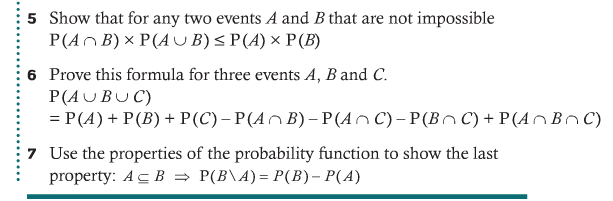 5 Show that for any two events A and B that are not impossible
P(A ∩ B) × P(A ∪ B) ≤ P(A) × P(B)
6 Prove this formula for three events A, B and C.
P(A ∪ B ∪ C)
= P(A) + P(B) + P(C) – P(A ∩ B) – P(A ∩ C) – P(B ∩ C) + P(A ∩ B ∩ C)
7 Use the properties of the probability function to show the last
property: A ⊆ B ⇒ P(B\A) = P(B) – P(A)